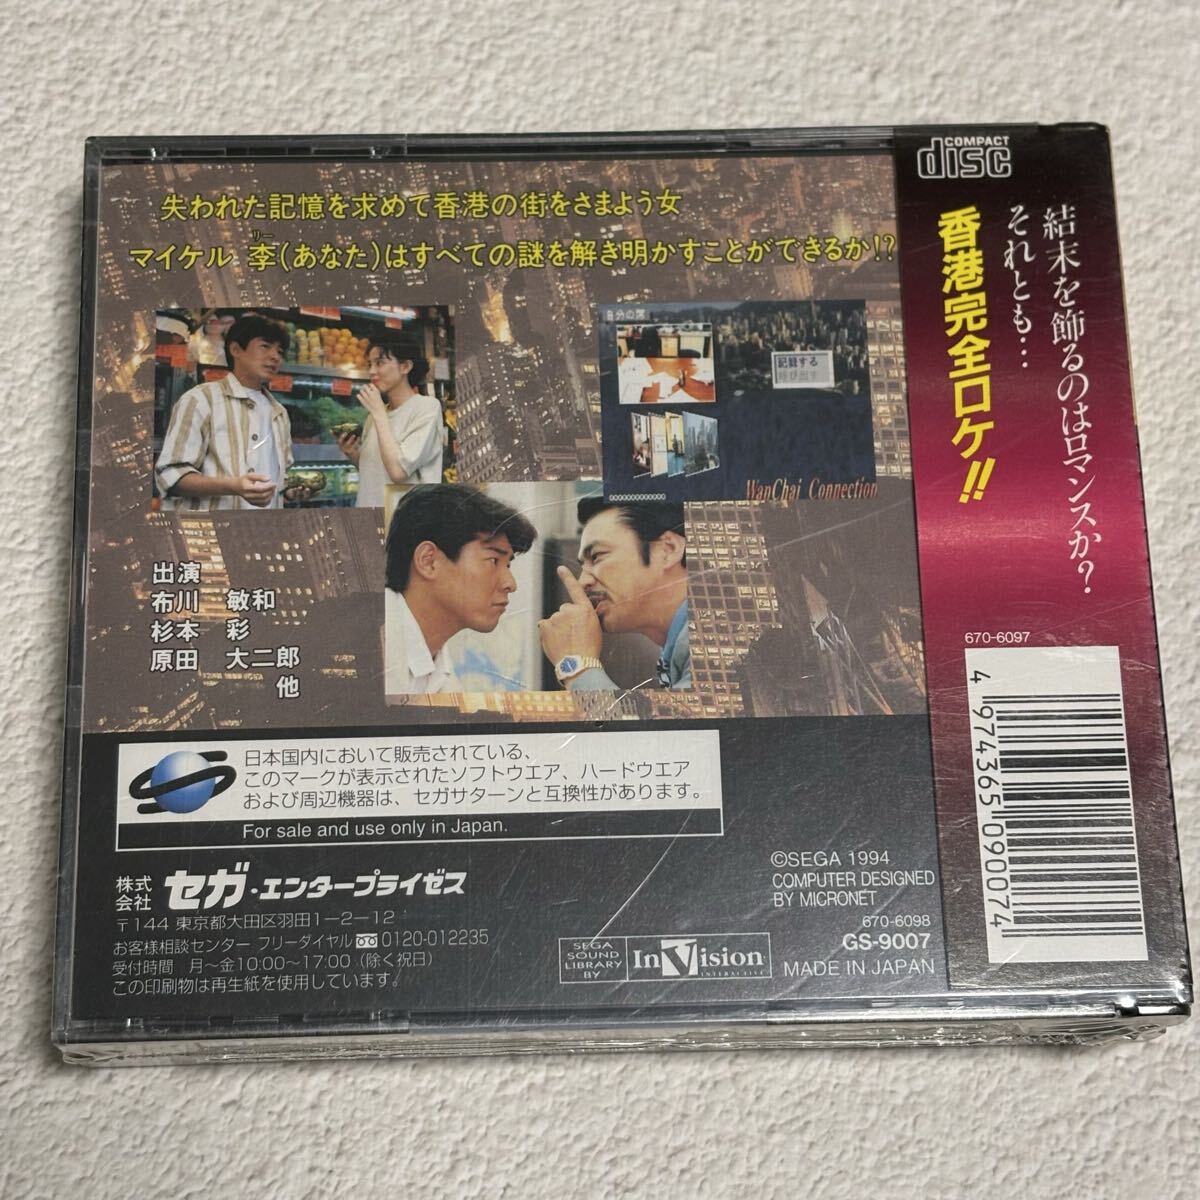 失われた記憶を求めて香港の街をさまよう女
リー
マイケル 李(あなた)はすべての謎を解き明かすことができるか!?
自分の席
記録する
呼び出す
WanChai Connection
出演
布川 敏和
杉本 彩
原田 大二郎
他
日本国内において販売されている、
このマークが表示されたソフトウエア、ハードウエア
および周辺機器は、セガサターンと互換性があります。
For sale and use only in Japan.
株式会社 セガ・エンタープライゼス
〒144 東京都大田区羽田1-2-12
お客様相談センター フリーダイヤル 0120-012235
受付時間 月〜金10:00〜17:00(除く祝日)
この印刷物は再生紙を使用しています。
SEGA
SOUND
LIBRARY
BY
InVision
INTERACTIVE
©SEGA 1994
COMPUTER DESIGNED
BY MICRONET
670-6098
GS-9007
MADE IN JAPAN
COMPACT
disc
結末を飾るのはロマンスか?
それとも…
香港完全ロケ!!
670-6097
4 974365 090074